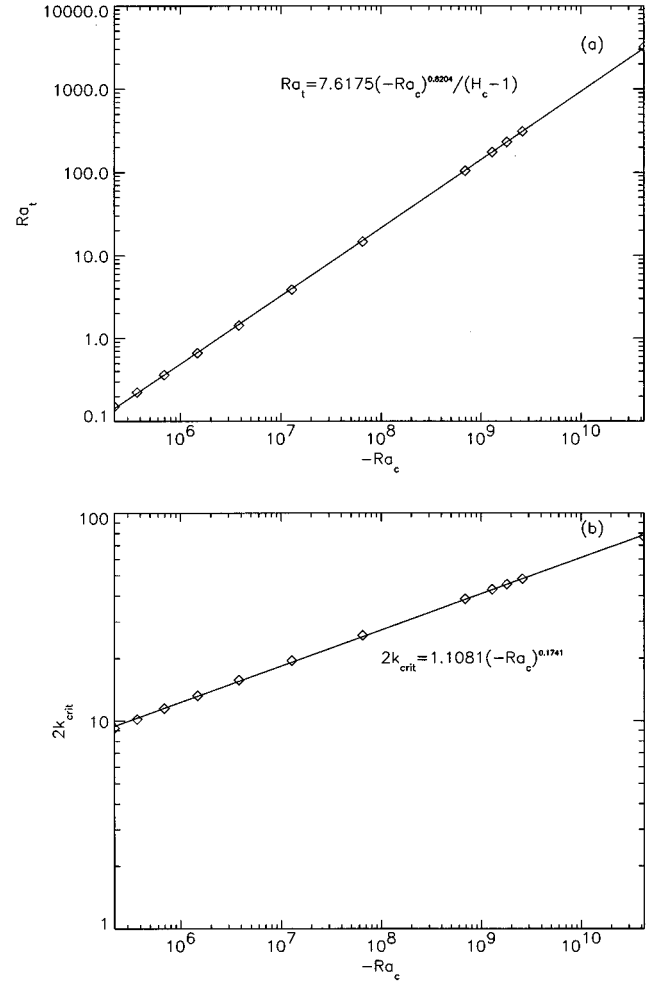 10000.0
(a)
Ra_t=7.6175(-Ra_c)^0.8204/(H_c-1)
1000.0
100.0
Ra_t
10.0
1.0
0.1
10^6 10^7 10^8 10^9 10^10
-Ra_c
100
(b)
2k_crit=1.1081(-Ra_c)^0.1741
2k_crit
10
1
10^6 10^7 10^8 10^9 10^10
-Ra_c